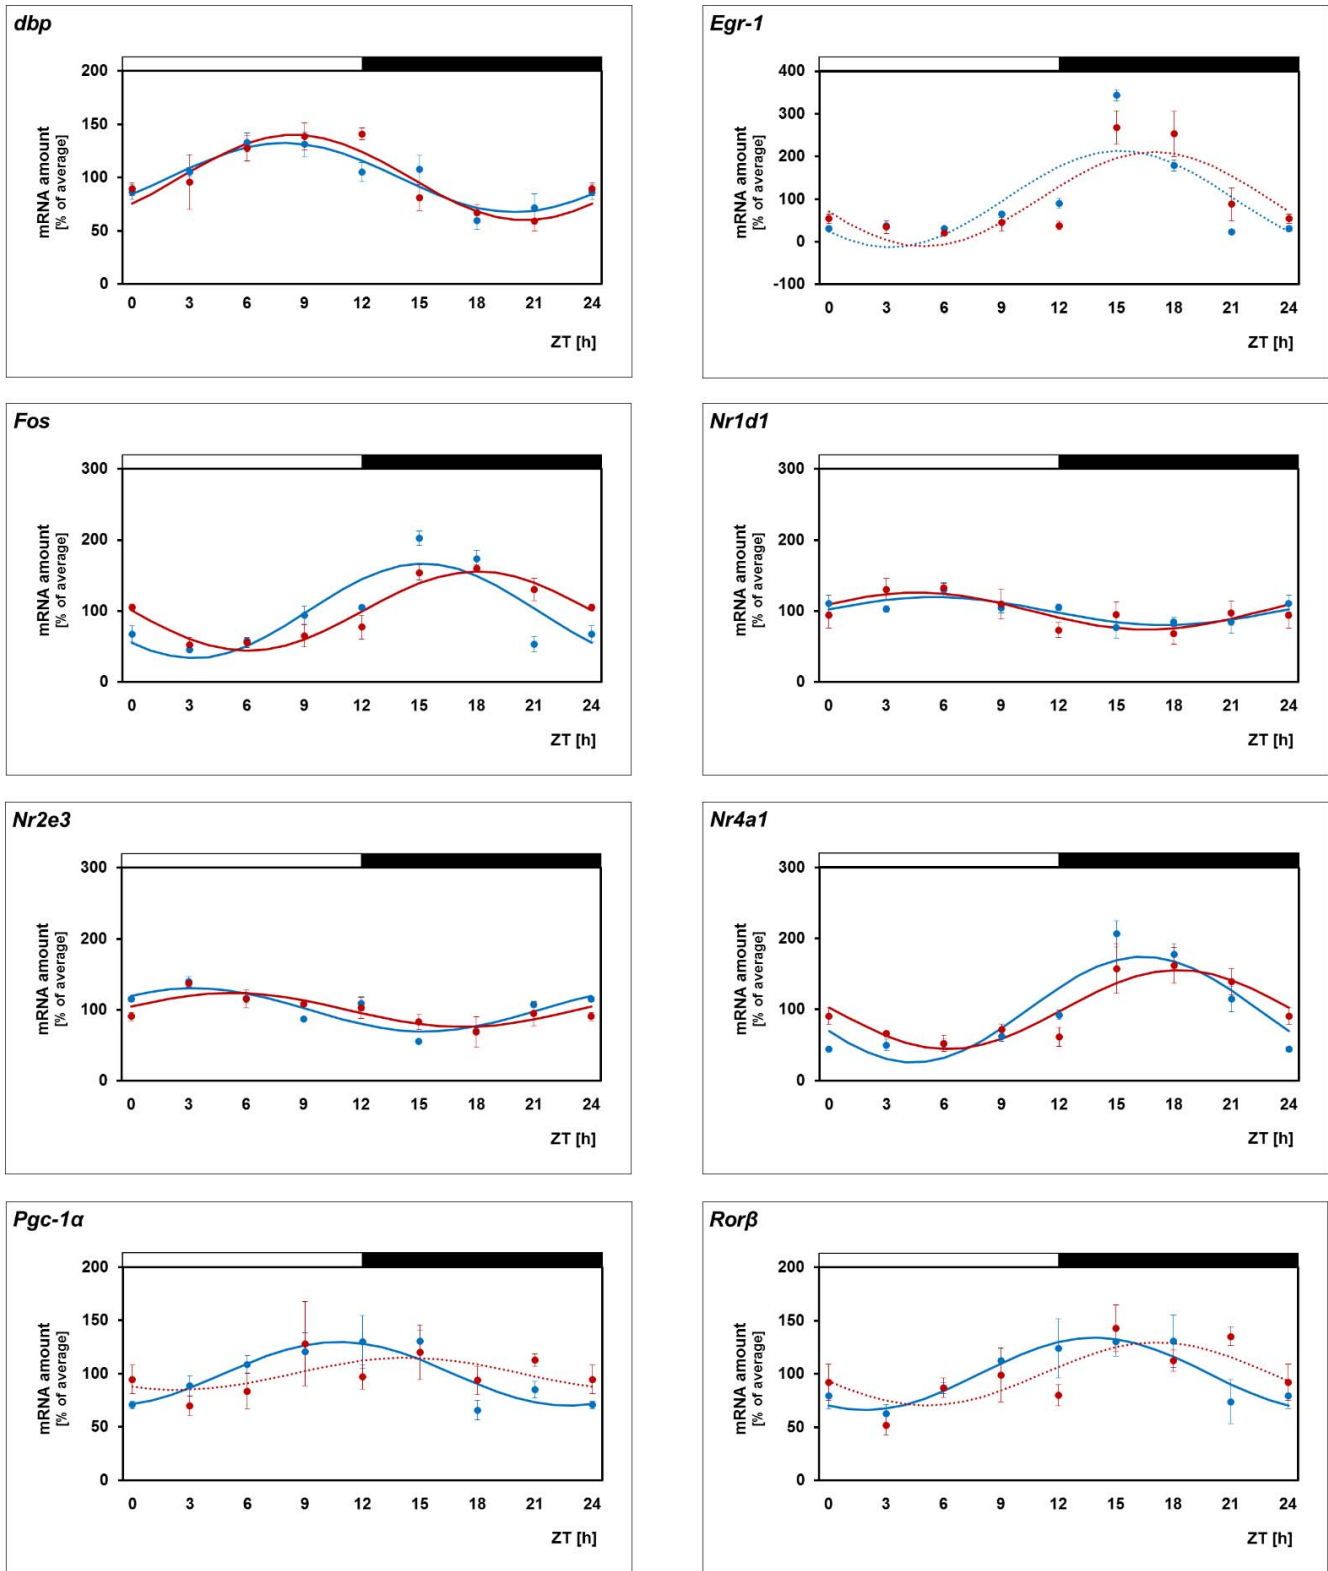 dbp
200
150
100
50
0
mRNA amount
[% of average]
0 3 6 9 12 15 18 21 24
ZT [h]
Egr-1
400
300
200
100
0
-100
mRNA amount
[% of average]
0 3 6 9 12 15 18 21 24
ZT [h]
Fos
300
200
100
0
mRNA amount
[% of average]
0 3 6 9 12 15 18 21 24
ZT [h]
Nr1d1
300
200
100
0
mRNA amount
[% of average]
0 3 6 9 12 15 18 21 24
ZT [h]
Nr2e3
300
200
100
0
mRNA amount
[% of average]
0 3 6 9 12 15 18 21 24
ZT [h]
Nr4a1
300
200
100
0
mRNA amount
[% of average]
0 3 6 9 12 15 18 21 24
ZT [h]
Pgc-1α
200
150
100
50
0
mRNA amount
[% of average]
0 3 6 9 12 15 18 21 24
ZT [h]
Rorβ
200
150
100
50
0
mRNA amount
[% of average]
0 3 6 9 12 15 18 21 24
ZT [h]